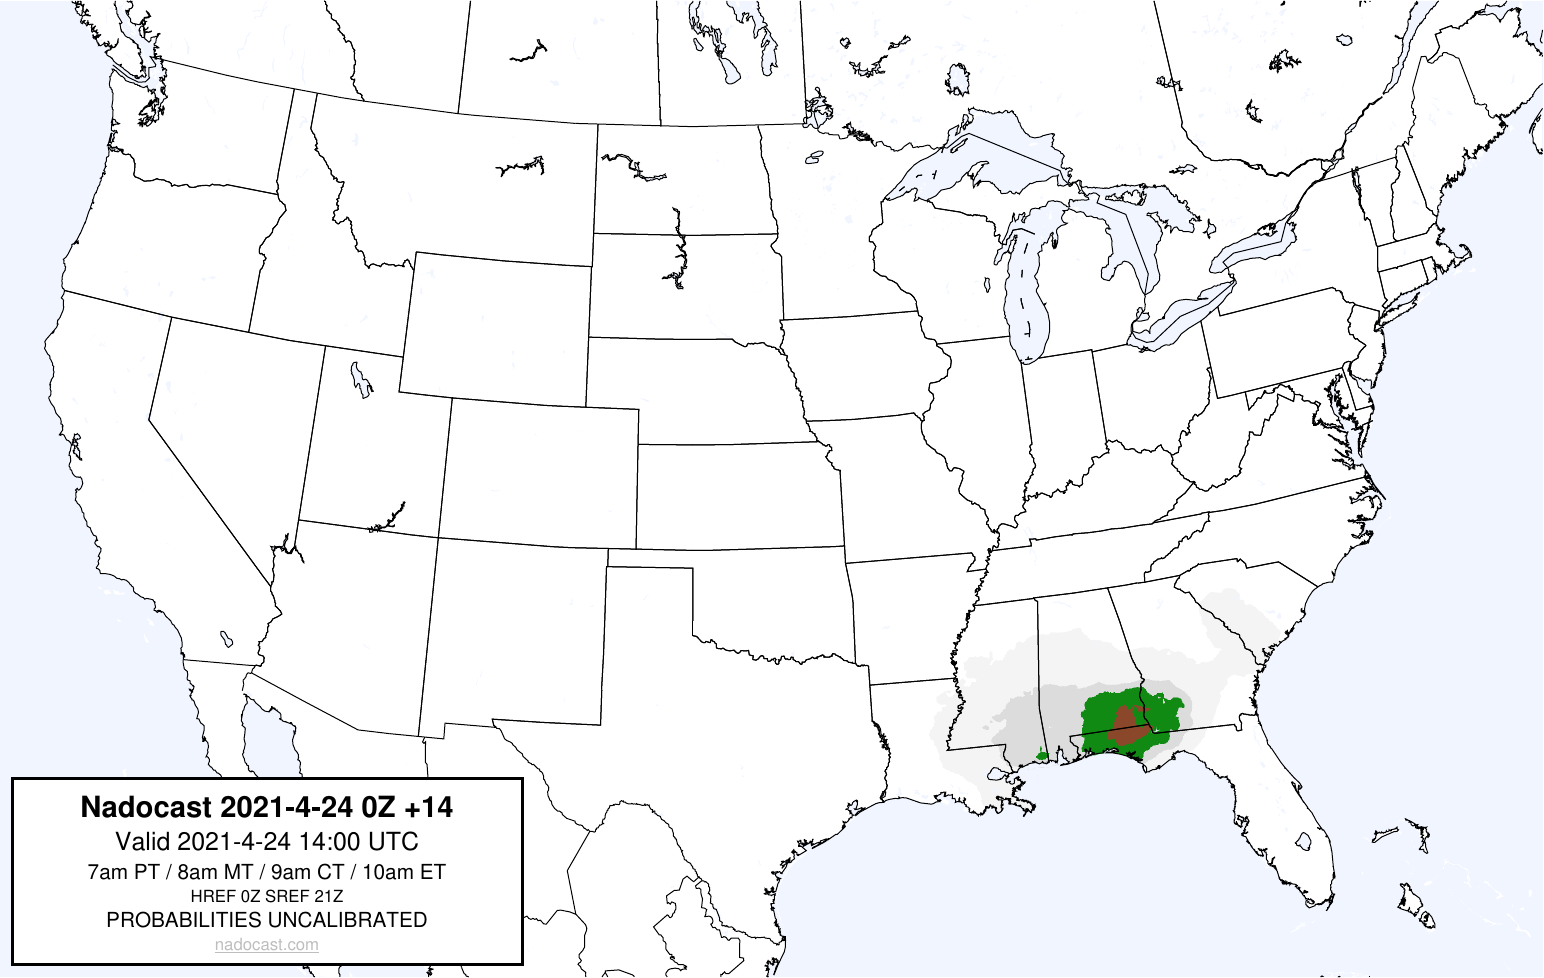 Nadocast 2021-4-24 0Z +14
Valid 2021-4-24 14:00 UTC
7am PT / 8am MT / 9am CT / 10am ET
HREF 0Z SREF 21Z
PROBABILITIES UNCALIBRATED
nadocast.com